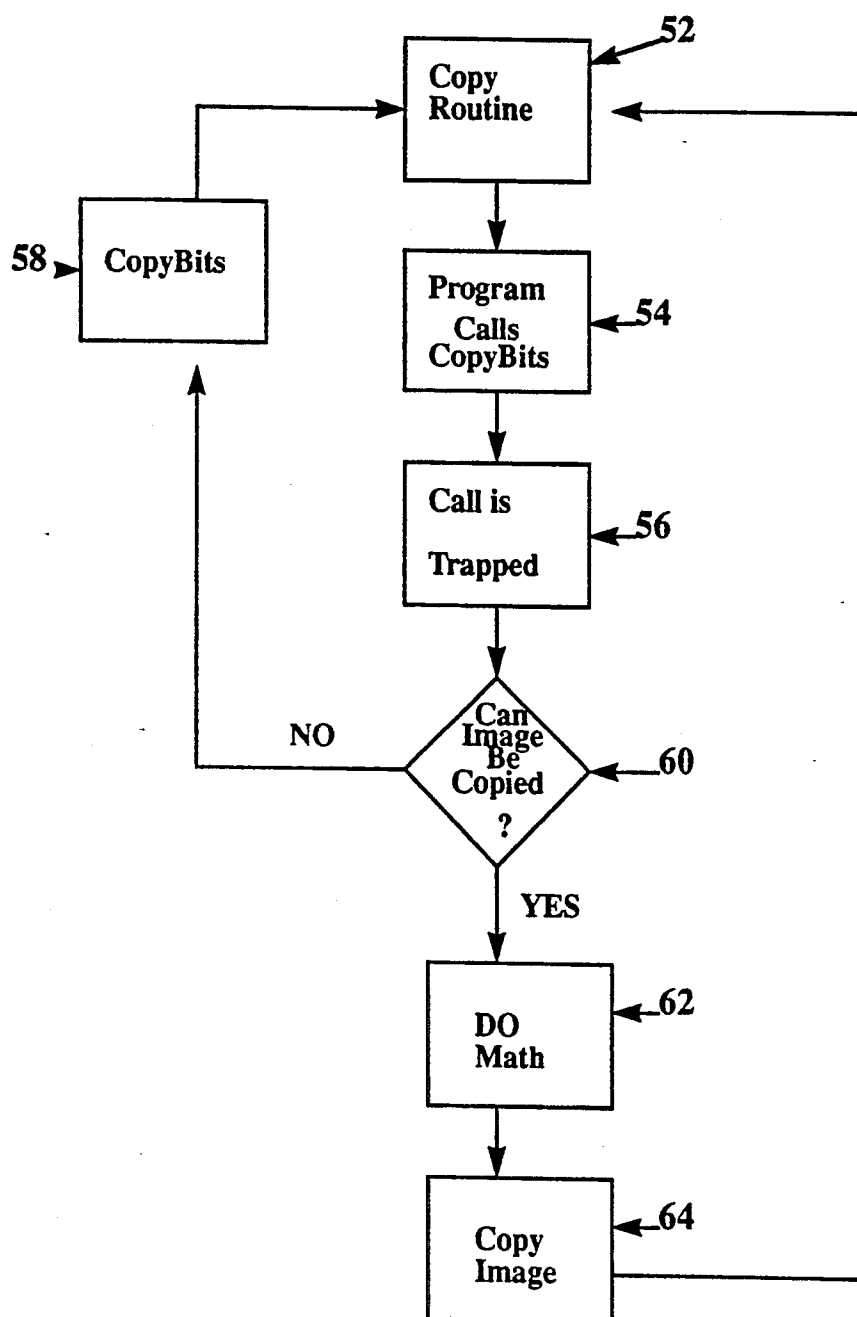 52
Copy
Routine
58
CopyBits
Program
Calls
CopyBits
54
Call is
Trapped
56
NO
Can
Image
Be
Copied
?
60
YES
DO
Math
62
Copy
Image
64